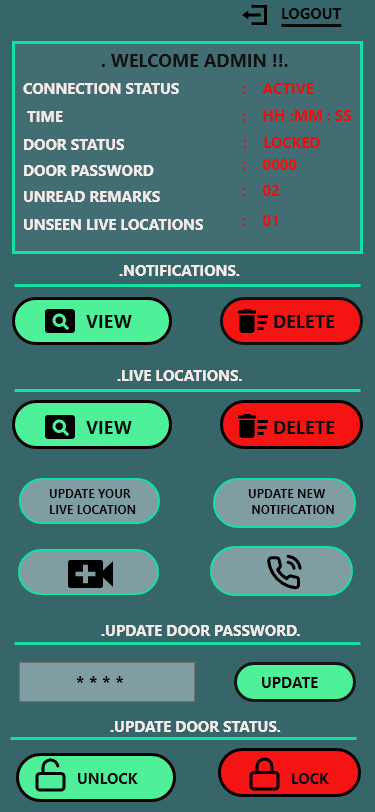 LOGOUT
. WELCOME ADMIN !!.
CONNECTION STATUS : ACTIVE
TIME : HH :MM : SS
DOOR STATUS : LOCKED
DOOR PASSWORD : 0000
UNREAD REMARKS : 02
UNSEEN LIVE LOCATIONS : 01
.NOTIFICATIONS.
VIEW DELETE
.LIVE LOCATIONS.
VIEW DELETE
UPDATE YOUR
LIVE LOCATION
UPDATE NEW
NOTIFICATION
.UPDATE DOOR PASSWORD.
* * * * UPDATE
.UPDATE DOOR STATUS.
UNLOCK LOCK